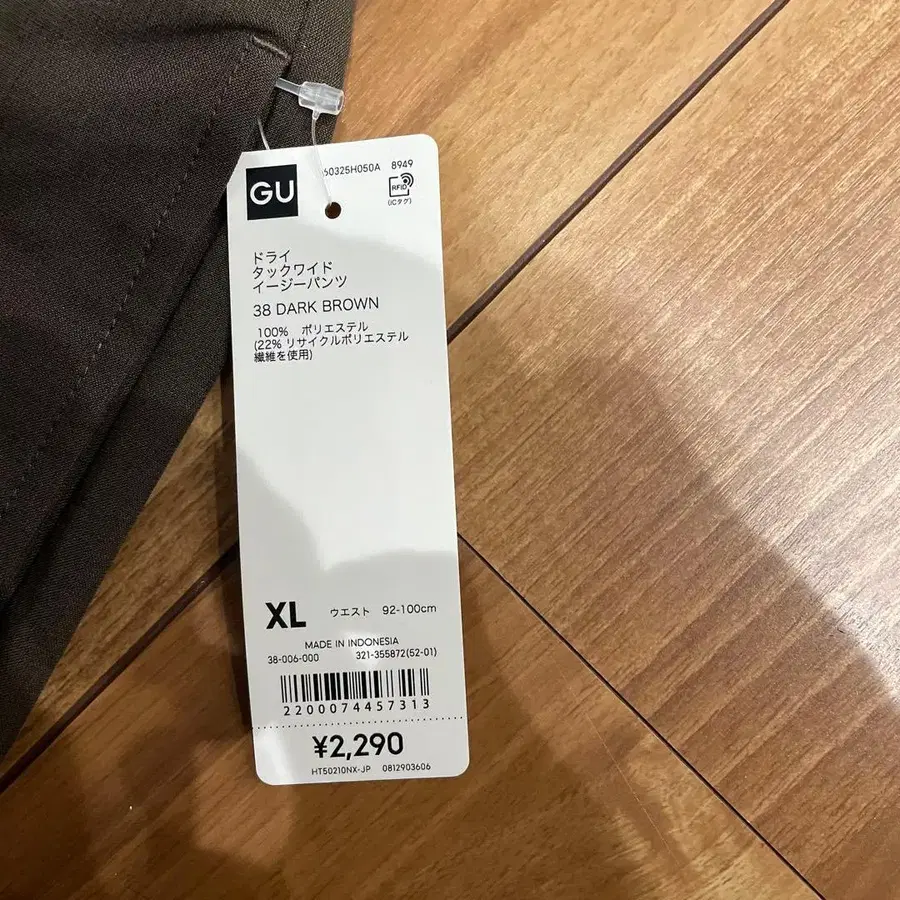 GU
60325H050A 8949
RFID
(ICタグ)
ドライ
タックワイド
イージーパンツ
38 DARK BROWN
100% ポリエステル
(22% リサイクルポリエステル
繊維を使用)
XL ウエスト 92-100cm
MADE IN INDONESIA
38-006-000 321-355872(52-01)
2200074457313
¥2,290
HT50210NX-JP 0812903606